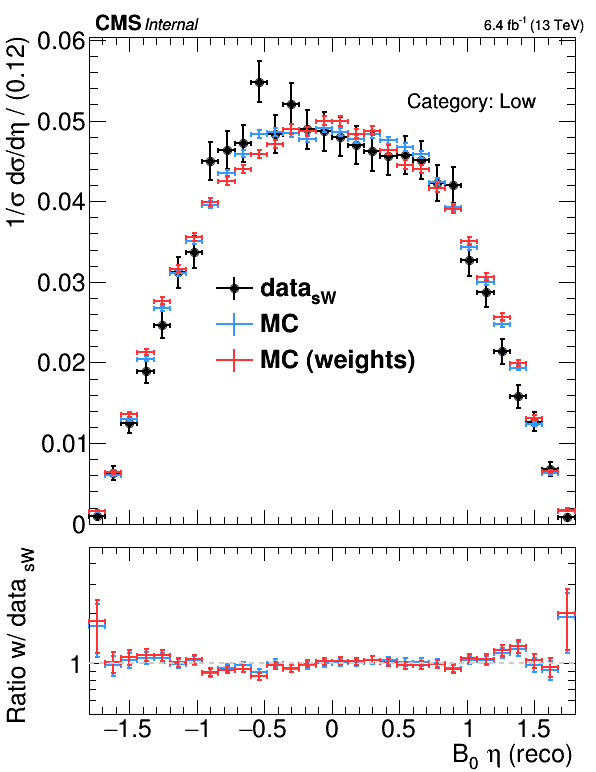 CMS Internal
6.4 fb⁻¹ (13 TeV)
1/σ dσ/dη / (0.12)
0.06
0.05
0.04
0.03
0.02
0.01
0
Category: Low
data_sW
MC
MC (weights)
Ratio w/ data _sW
1
−1.5 −1 −0.5 0 0.5 1 1.5
B₀ η (reco)